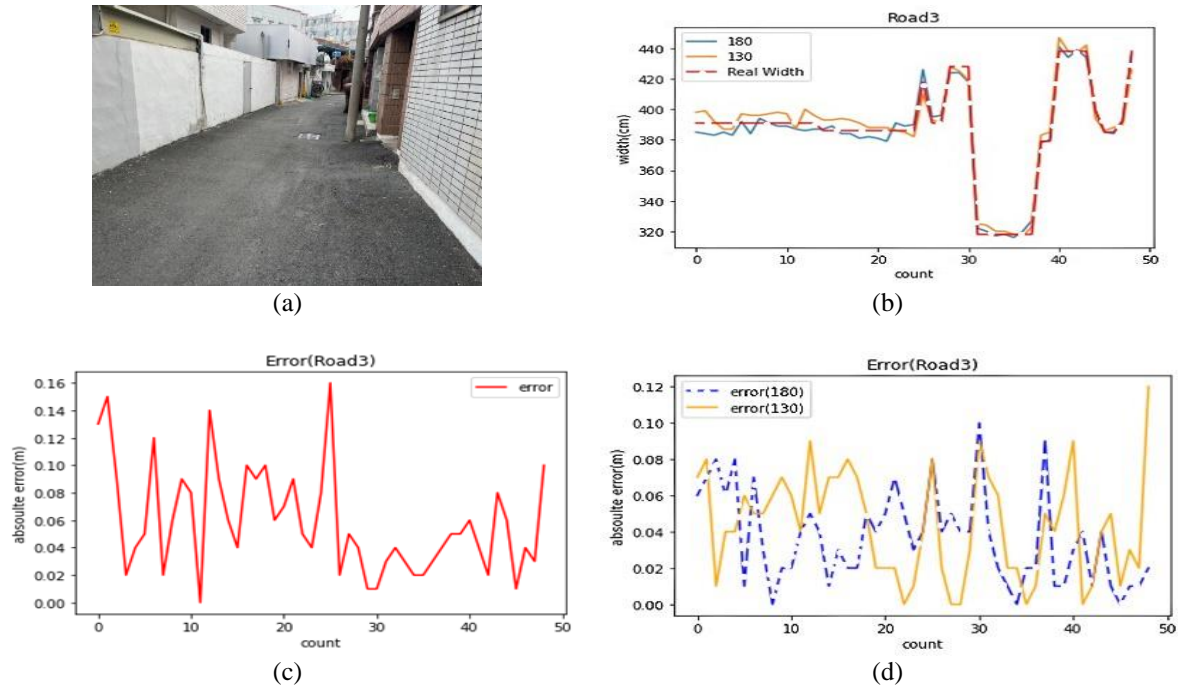 (a)
Road3
180
130
Real Width
width(cm)
440
420
400
380
360
340
320
0 10 20 30 40 50
count
(b)
Error(Road3)
error
absoulte error(m)
0.16
0.14
0.12
0.10
0.08
0.06
0.04
0.02
0.00
0 10 20 30 40 50
count
(c)
Error(Road3)
error(180)
error(130)
absoulte error(m)
0.12
0.10
0.08
0.06
0.04
0.02
0.00
0 10 20 30 40 50
count
(d)